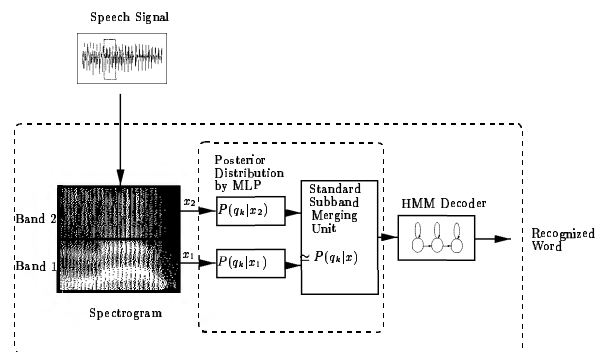 Speech Signal
Posterior
Distribution
by MLP
Standard
Subband
Merging
Unit
Band 2
x₂
P(qₖ|x₂)
HMM Decoder
Recognized
Word
Band 1
x₁
P(qₖ|x₁)
≃ P(qₖ|x)
Spectrogram